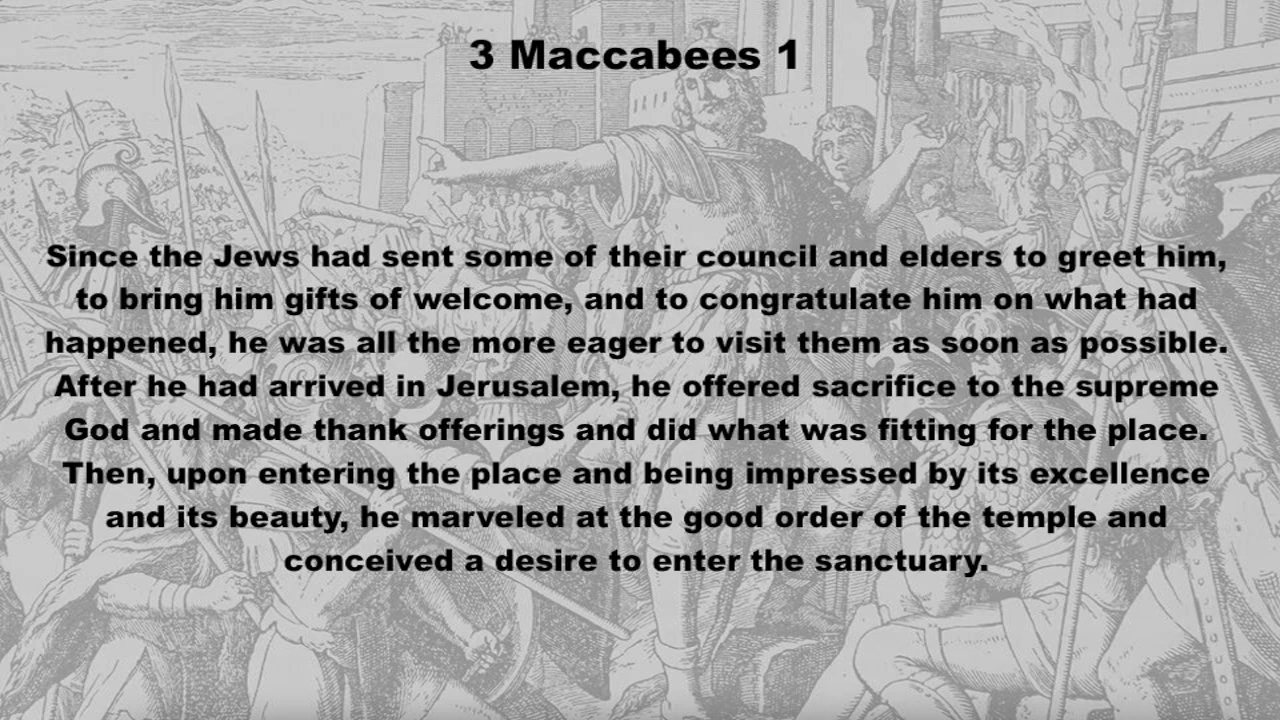 3 Maccabees 1
Since the Jews had sent some of their council and elders to greet him,
to bring him gifts of welcome, and to congratulate him on what had
happened, he was all the more eager to visit them as soon as possible.
After he had arrived in Jerusalem, he offered sacrifice to the supreme
God and made thank offerings and did what was fitting for the place.
Then, upon entering the place and being impressed by its excellence
and its beauty, he marveled at the good order of the temple and
conceived a desire to enter the sanctuary.